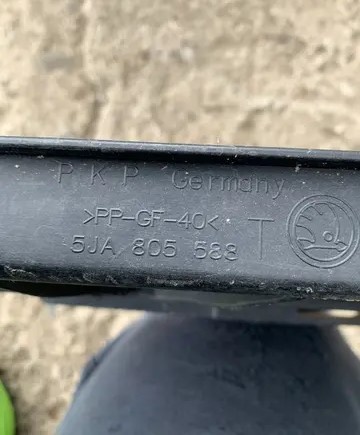 PKP Germany
>PP-GF-40<
5JA 805 588 T